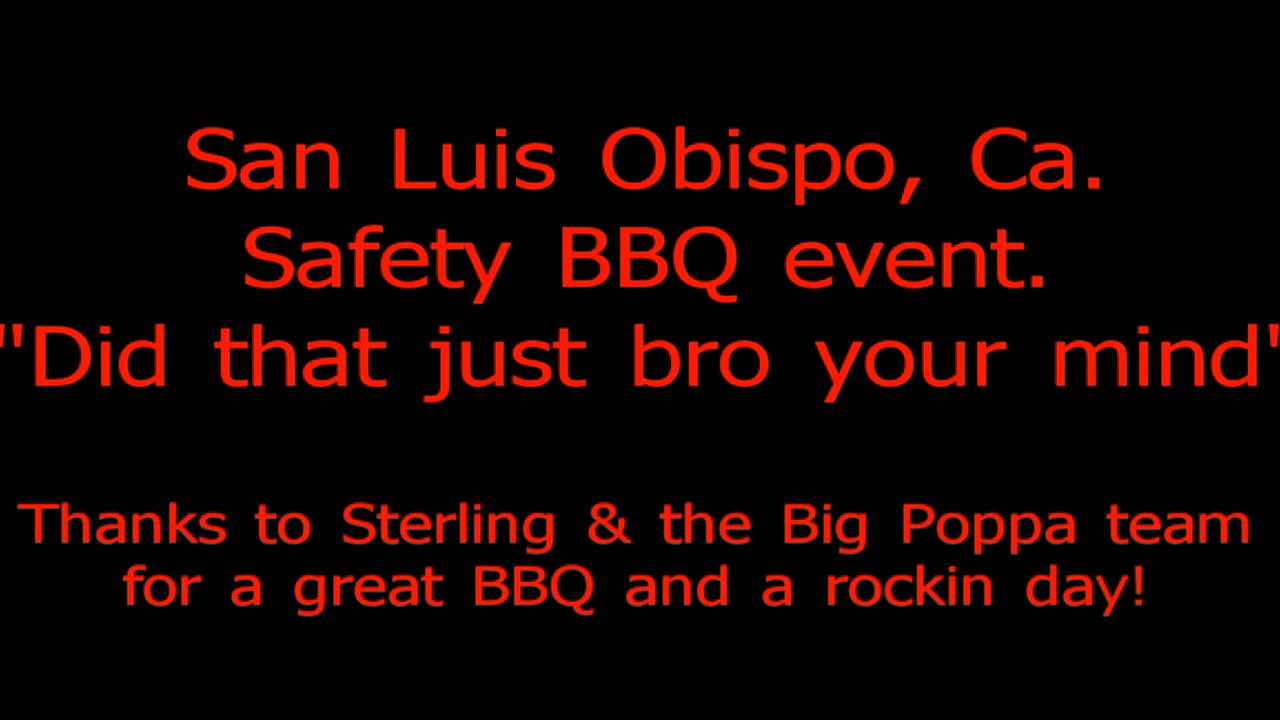 San Luis Obispo, Ca.
Safety BBQ event.
"Did that just bro your mind"
Thanks to Sterling & the Big Poppa team
for a great BBQ and a rockin day!